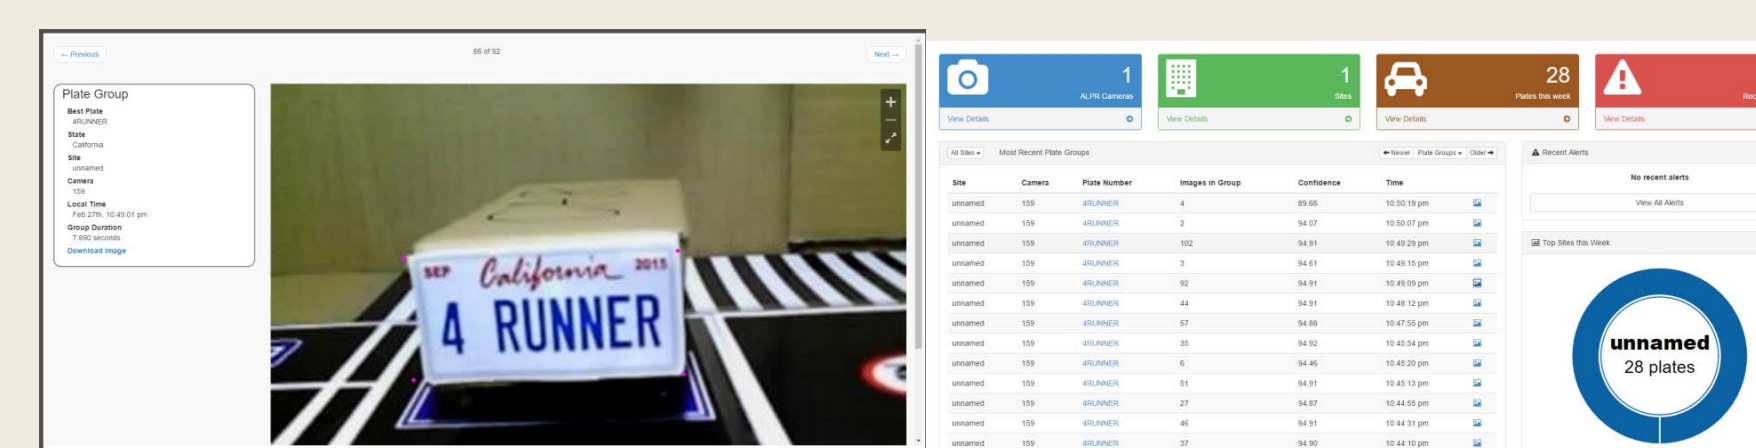 ← Previous
66 of 92
Next →
Plate Group
Best Plate
4RUNNER
State
California
Site
unnamed
Camera
159
Local Time
Feb 27th, 10:49:01 pm
Group Duration
7.890 seconds
Download Image
SEP California 2015
4 RUNNER
1
ALPR Cameras
View Details
1
Sites
View Details
28
Plates this week
View Details
View Details
All Sites
Most Recent Plate Groups
← Newer Plate Groups Older →
Site Camera Plate Number Images in Group Confidence Time
unnamed 159 4RUNNER 4 89.66 10:50:19 pm
unnamed 159 4RUNNER 2 94.07 10:50:07 pm
unnamed 159 4RUNNER 102 94.91 10:49:29 pm
unnamed 159 4RUNNER 3 94.61 10:49:15 pm
unnamed 159 4RUNNER 92 94.91 10:49:09 pm
unnamed 159 4RUNNER 44 94.91 10:48:12 pm
unnamed 159 4RUNNER 57 94.88 10:47:55 pm
unnamed 159 4RUNNER 35 94.92 10:45:54 pm
unnamed 159 4RUNNER 6 94.46 10:45:20 pm
unnamed 159 4RUNNER 51 94.91 10:45:13 pm
unnamed 159 4RUNNER 27 94.87 10:44:55 pm
unnamed 159 4RUNNER 46 94.91 10:44:31 pm
unnamed 159 4RUNNER 37 94.90 10:44:10 pm
Recent Alerts
No recent alerts
View All Alerts
Top Sites this Week
unnamed
28 plates